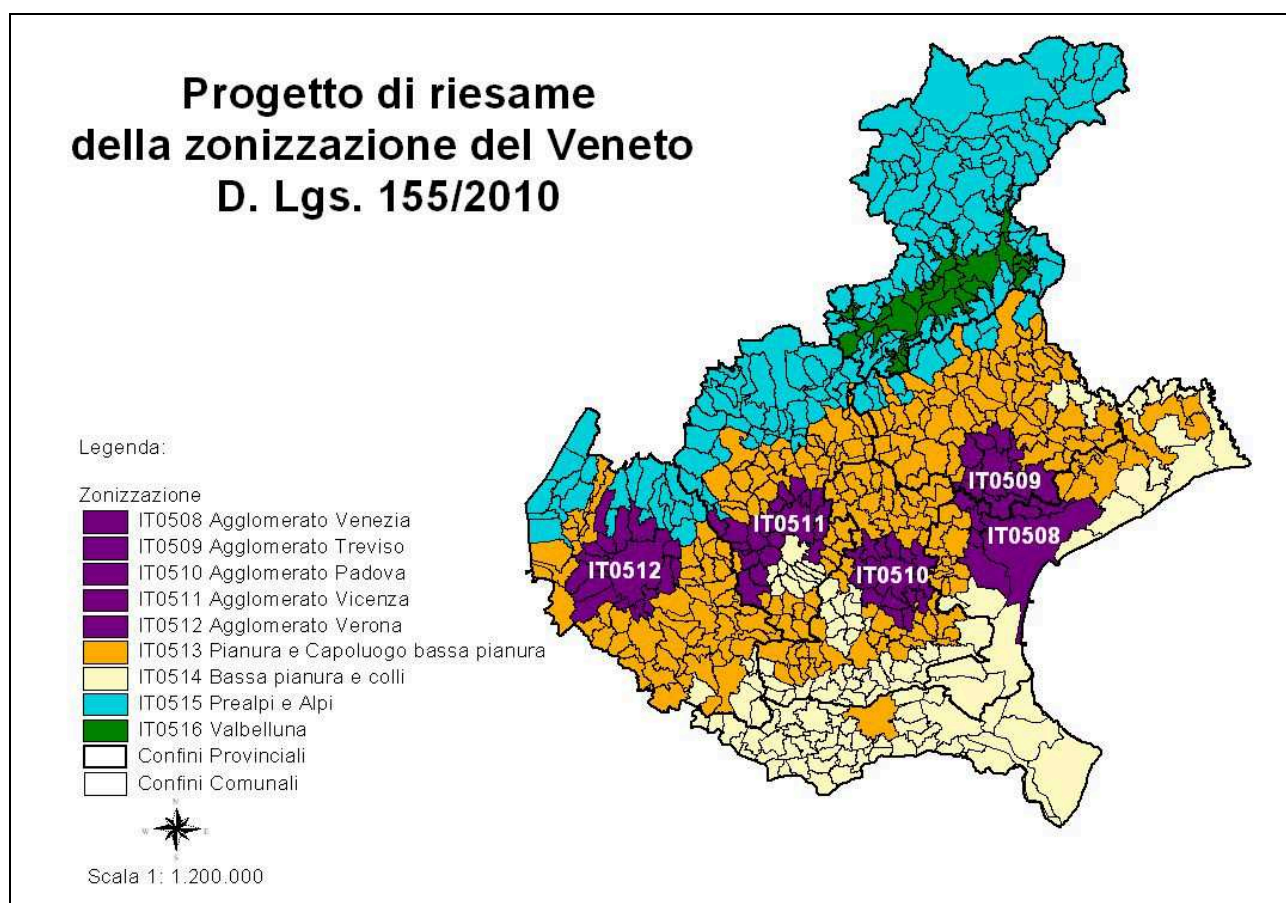 Progetto di riesame
della zonizzazione del Veneto
D. Lgs. 155/2010
IT0509
IT0511
IT0508
IT0512
IT0510
Legenda:
Zonizzazione
IT0508 Agglomerato Venezia
IT0509 Agglomerato Treviso
IT0510 Agglomerato Padova
IT0511 Agglomerato Vicenza
IT0512 Agglomerato Verona
IT0513 Pianura e Capoluogo bassa pianura
IT0514 Bassa pianura e colli
IT0515 Prealpi e Alpi
IT0516 Valbelluna
Confini Provinciali
Confini Comunali
N
W E
S
Scala 1: 1.200.000